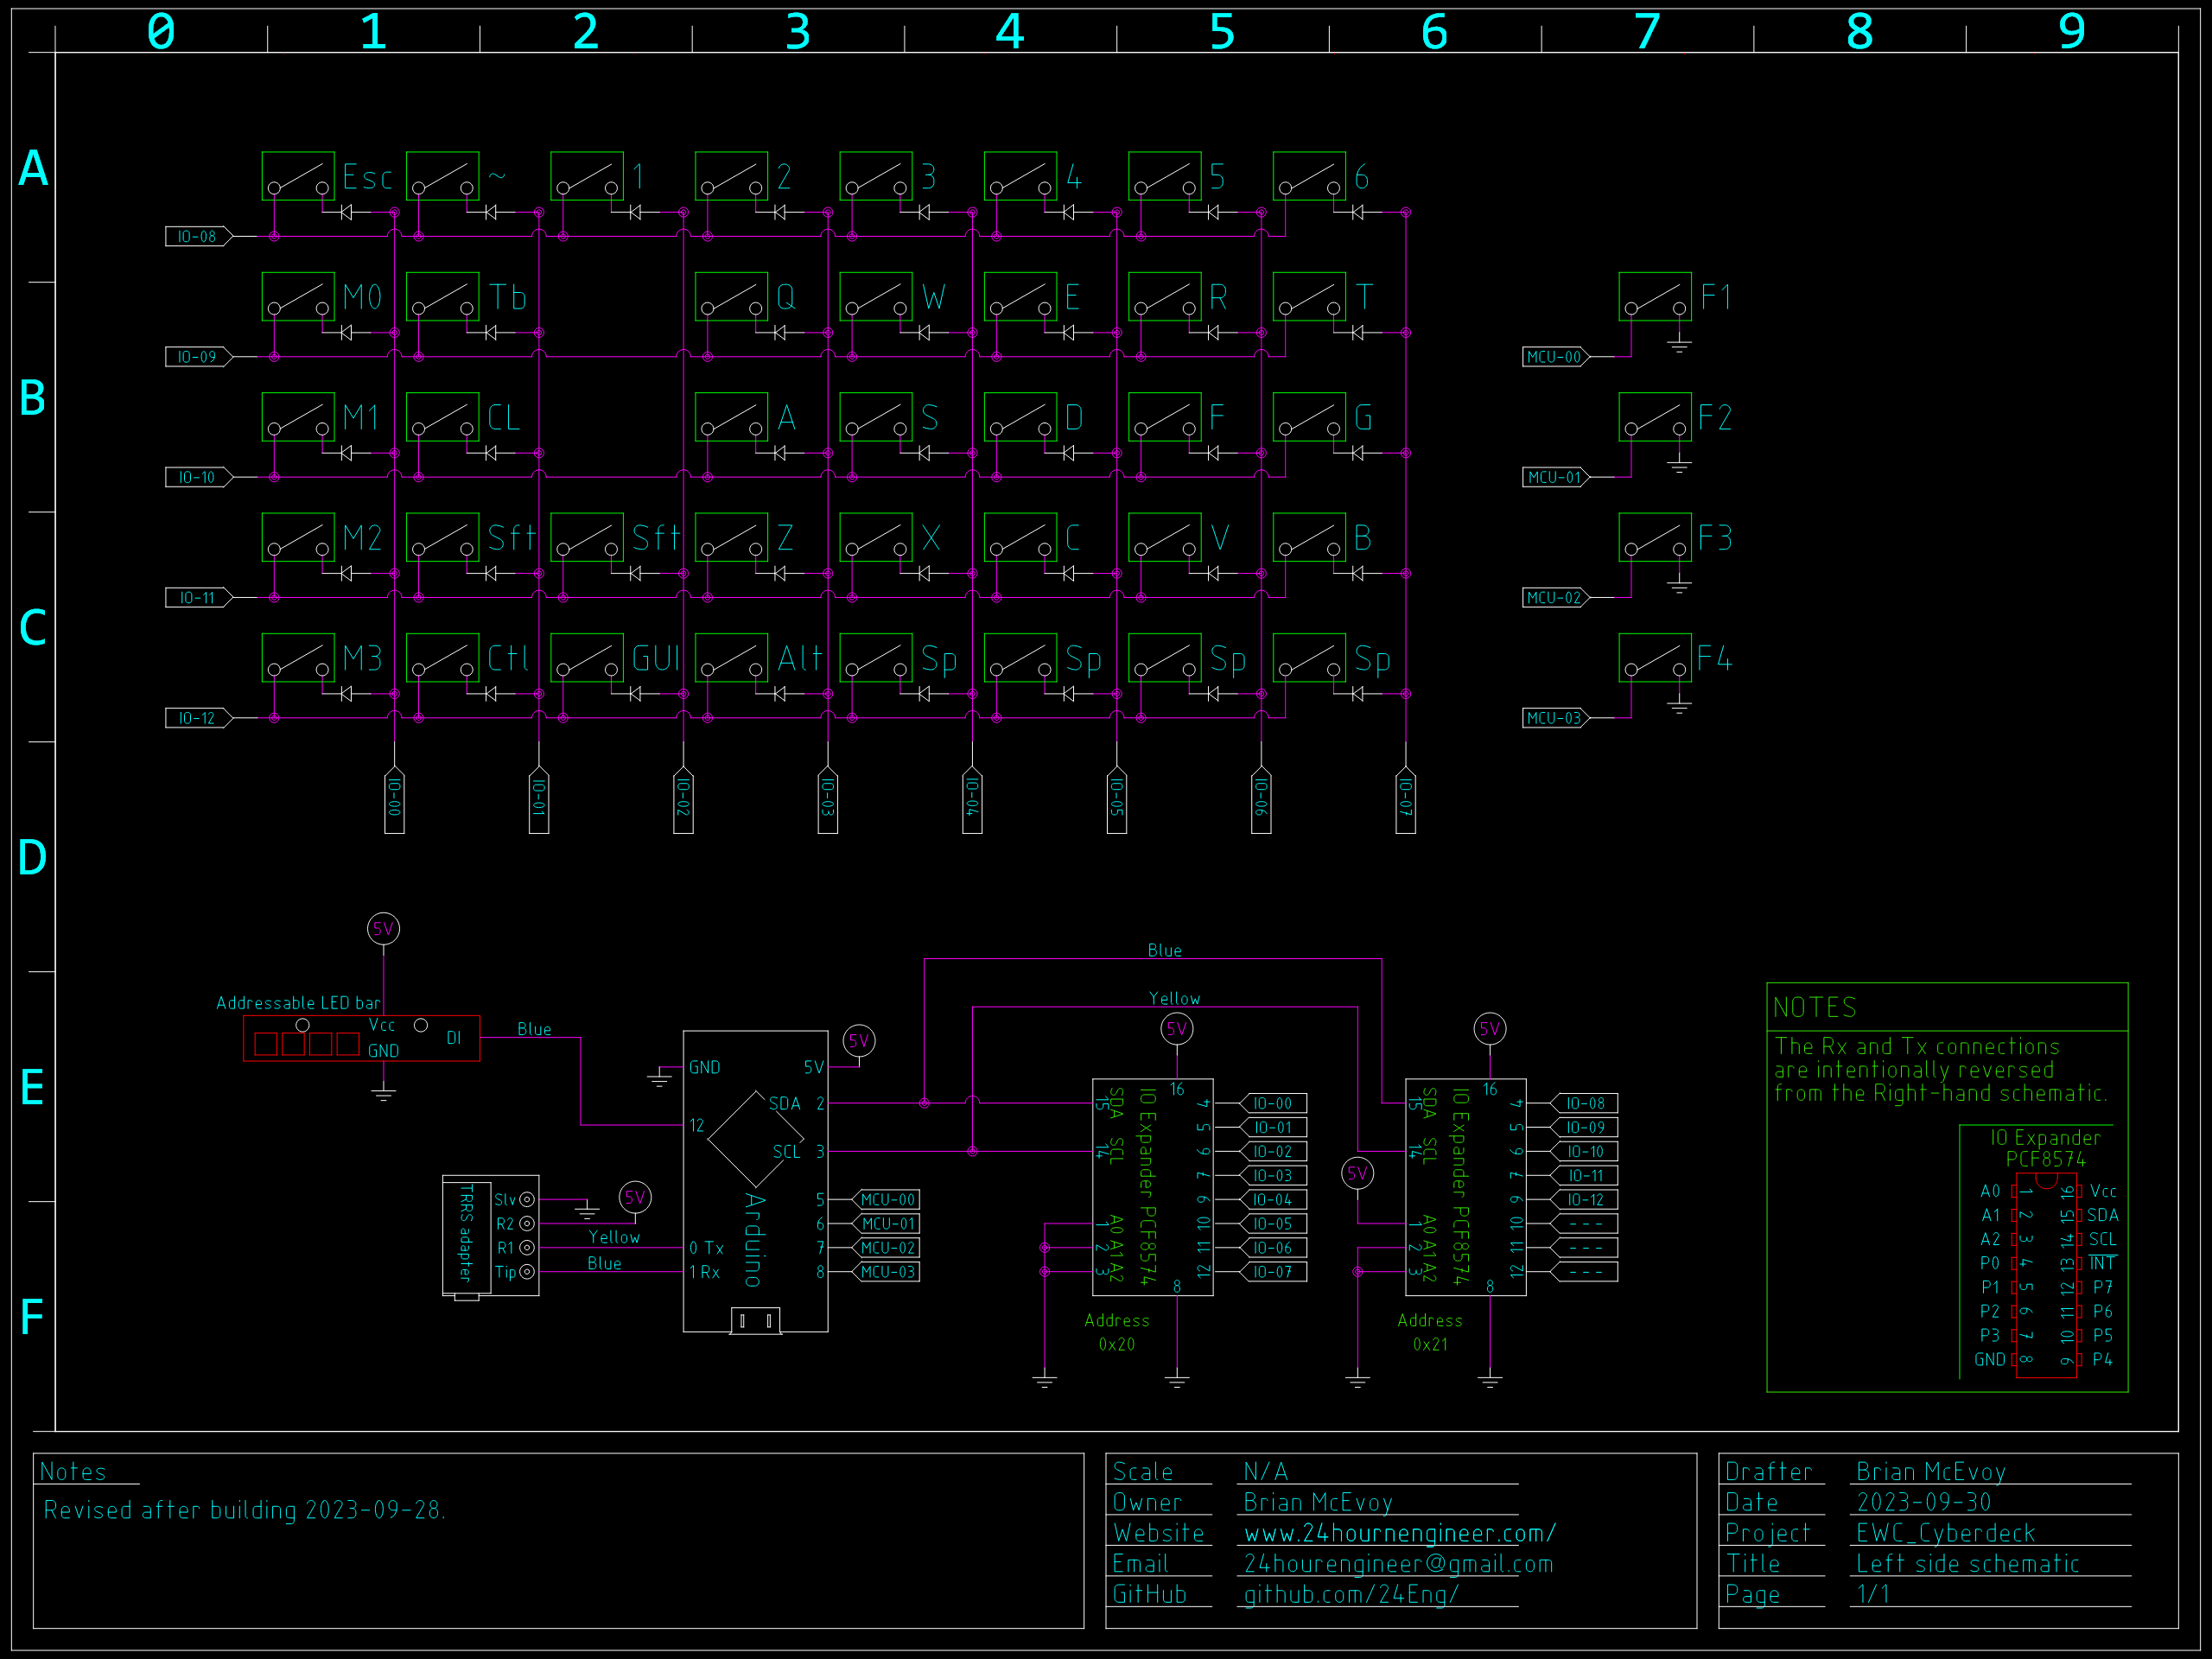 0 1 2 3 4 5 6 7 8 9
A
Esc ~ 1 2 3 4 5 6
IO-08
M0 Tb Q W E R T F1
IO-09 MCU-00
B
M1 CL A S D F G F2
IO-10 MCU-01
M2 Sft Sft Z X C V B F3
IO-11 MCU-02
C
M3 Ctl GUI Alt Sp Sp Sp Sp F4
IO-12 MCU-03
IO-00 IO-01 IO-02 IO-03 IO-04 IO-05 IO-06 IO-07
D
5V
Addressable LED bar
Vcc
GND
DI
Blue
E
GND
5V
5V
SDA 2
12
SCL 3
Arduino
5 MCU-00
6 MCU-01
7 MCU-02
8 MCU-03
0 Tx
1 Rx
TRRS adapter
Slv
R2
R1
Tip
5V
Yellow
Blue
F
Blue
Yellow
5V
16
15 SDA
14 SCL
IO Expander PCF8574
1 A0
2 A1
3 A2
8
4 IO-00
5 IO-01
6 IO-02
7 IO-03
9 IO-04
10 IO-05
11 IO-06
12 IO-07
Address
0x20
5V
16
15 SDA
14 SCL
IO Expander PCF8574
5V
1 A0
2 A1
3 A2
8
4 IO-08
5 IO-09
6 IO-10
7 IO-11
9 IO-12
10 ---
11 ---
12 ---
Address
0x21
NOTES
The Rx and Tx connections
are intentionally reversed
from the Right-hand schematic.
IO Expander
PCF8574
A0 1 16 Vcc
A1 2 15 SDA
A2 3 14 SCL
P0 4 13 INT
P1 5 12 P7
P2 6 11 P6
P3 7 10 P5
GND 8 9 P4
Notes
Revised after building 2023-09-28.
Scale N/A
Owner Brian McEvoy
Website www.24hournengineer.com/
Email 24hourengineer@gmail.com
GitHub github.com/24Eng/
Drafter Brian McEvoy
Date 2023-09-30
Project EWC_Cyberdeck
Title Left side schematic
Page 1/1